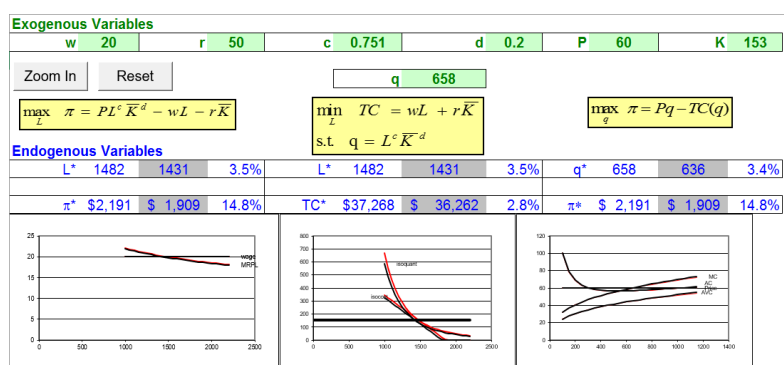 Exogenous Variables
w 20 r 50 c 0.751 d 0.2 P 60 K 153
Zoom In Reset
q 658
max π = PL^c K̅^d − wL − rK̅
L
min TC = wL + rK̅
L
s.t. q = L^c K̅^d
max π = Pq − TC(q)
q
Endogenous Variables
L* 1482 1431 3.5% L* 1482 1431 3.5% q* 658 636 3.4%
π* $2,191 $ 1,909 14.8% TC* $37,268 $ 36,262 2.8% π* $ 2,191 $ 1,909 14.8%
25
20
15
10
5
0
wage
MRPL
0 500 1000 1500 2000 2500
800
700
600
500
400
300
200
100
0
isoquant
0 500 1000 1500 2000 2500
120
100
80
60
40
20
0
MC
AC
AVC
0 200 400 600 800 1000 1200 1400